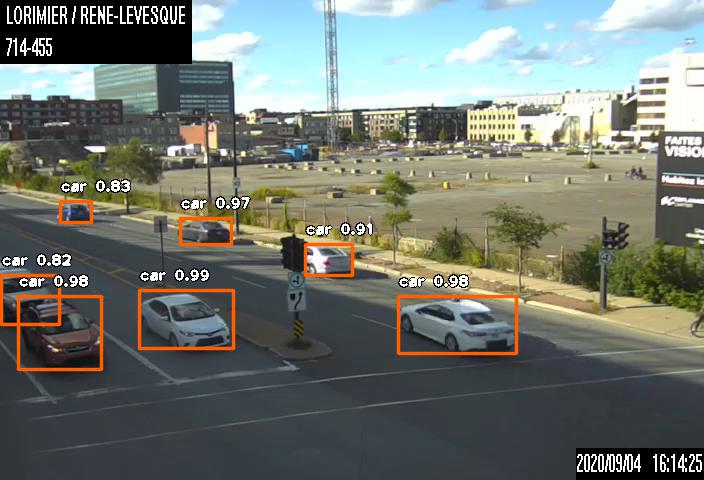 LORIMIER / RENE-LEVESQUE
714-455
car 0.83
car 0.97
car 0.91
car 0.82
car 0.98
car 0.99
car 0.98
FAITES
VISION
2020/09/04 16:14:25